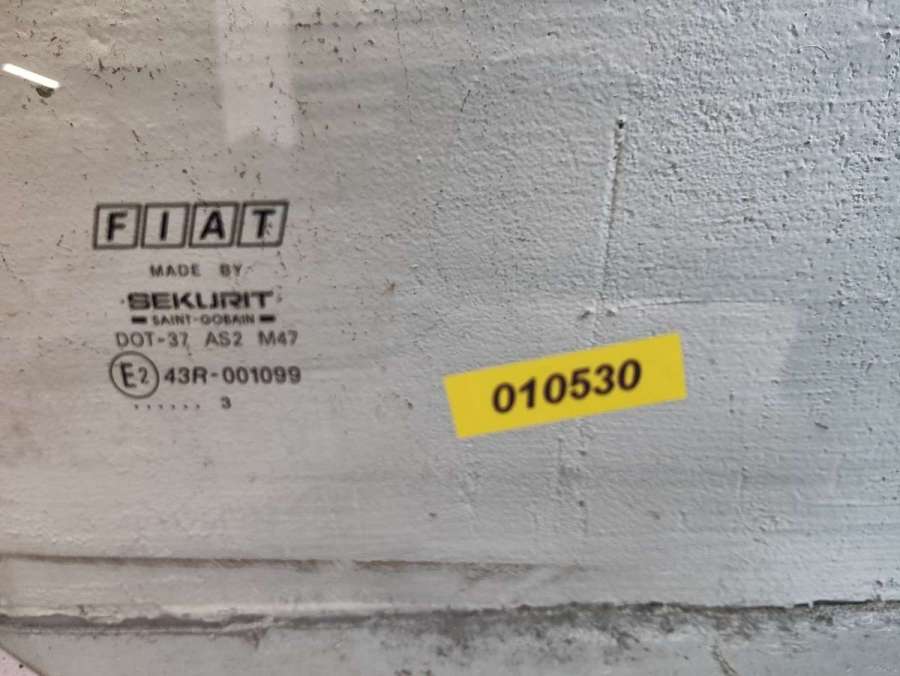 FIAT
MADE BY
SEKURIT
SAINT-GOBAIN
DOT-37 AS2 M47
E2 43R-001099
...... 3
010530